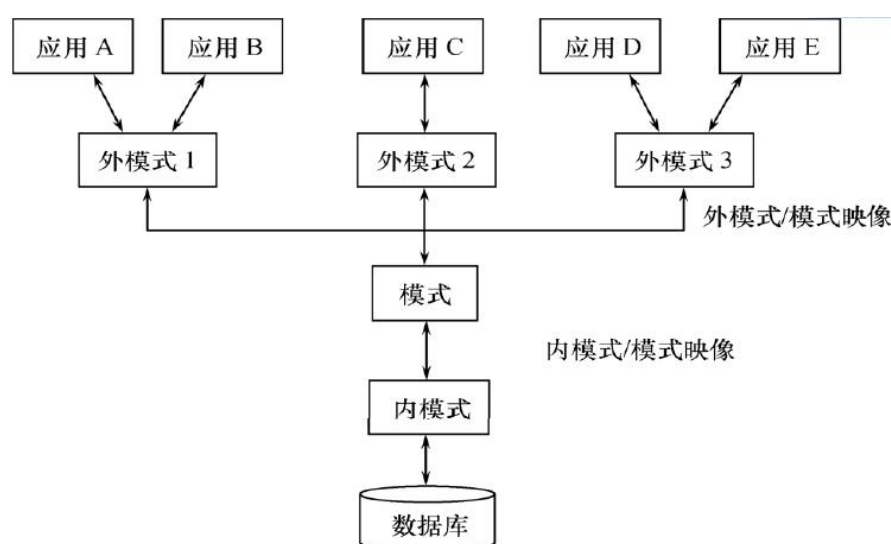 应用 A
应用 B
应用 C
应用 D
应用 E
外模式 1
外模式 2
外模式 3
外模式/模式映像
模式
内模式/模式映像
内模式
数据库